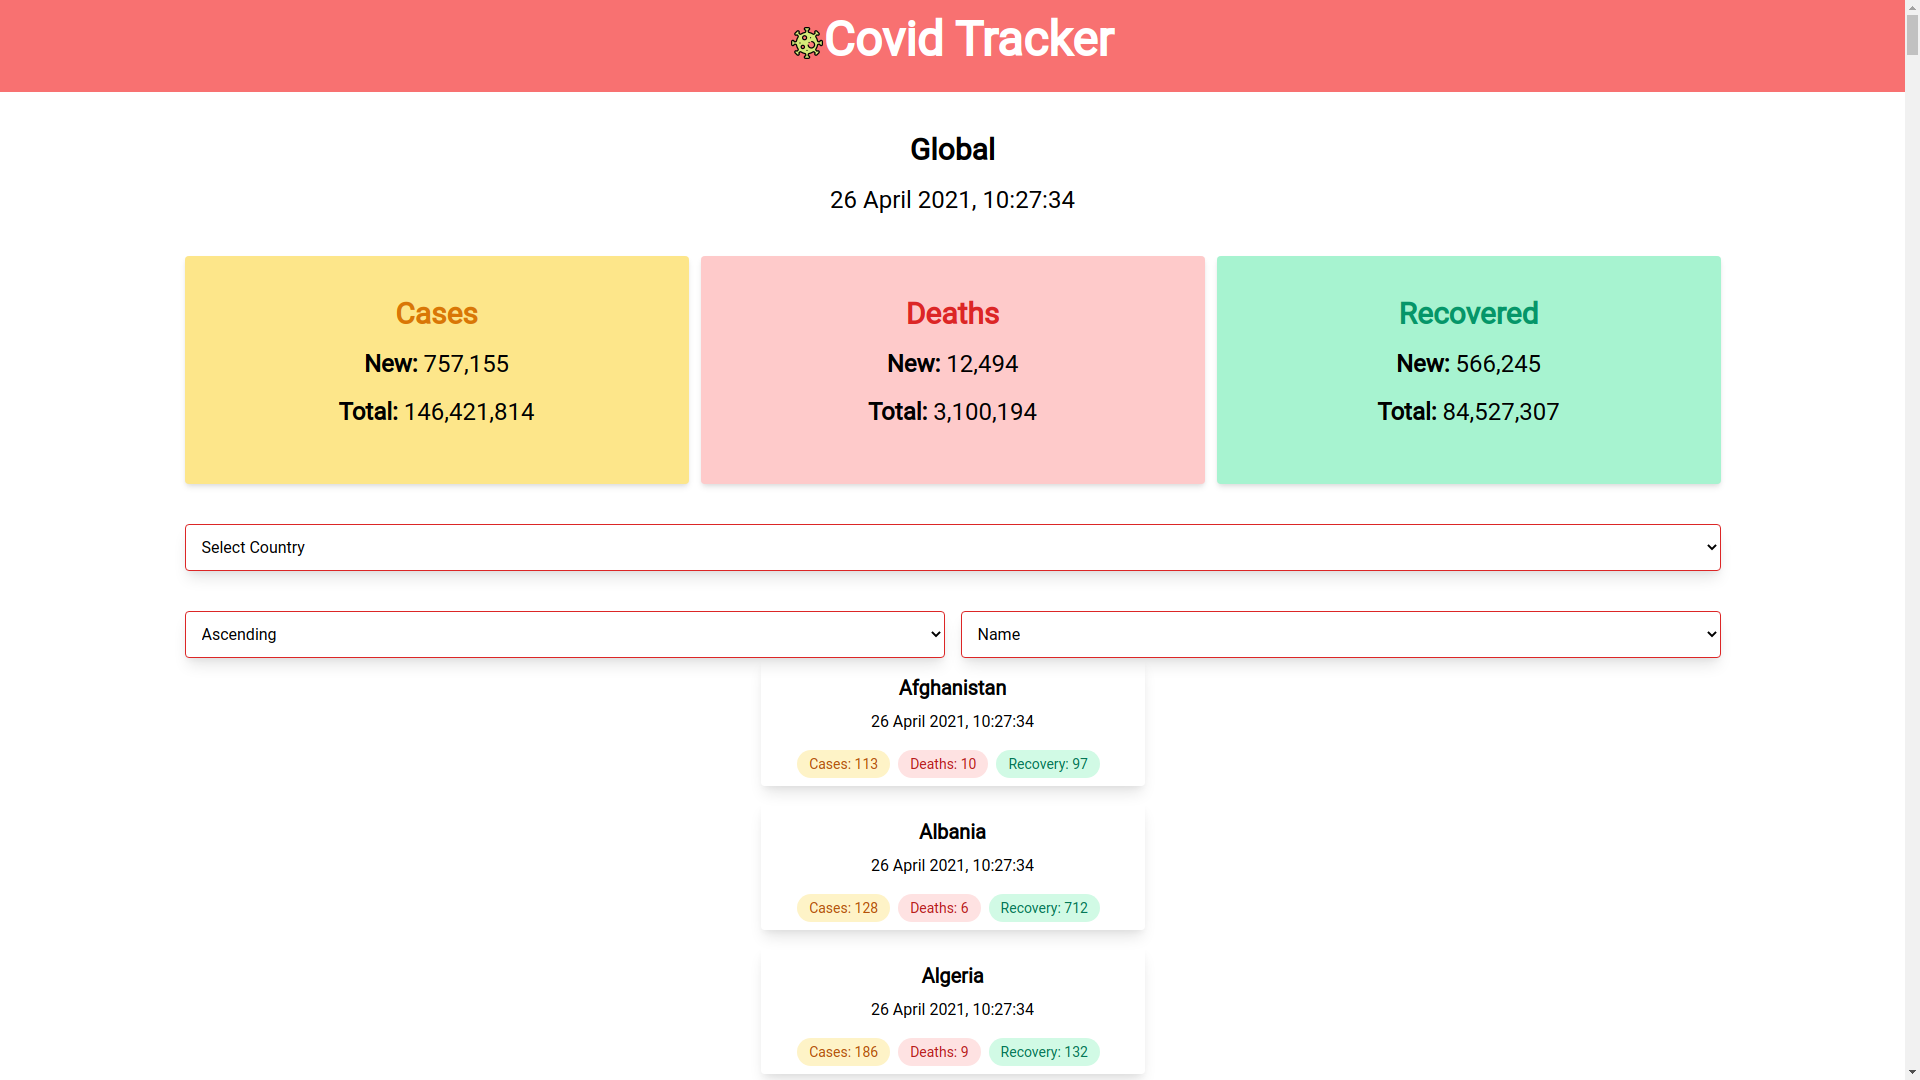 Covid Tracker
Global
26 April 2021, 10:27:34
Cases
New: 757,155
Total: 146,421,814
Deaths
New: 12,494
Total: 3,100,194
Recovered
New: 566,245
Total: 84,527,307
Select Country
Ascending
Name
Afghanistan
26 April 2021, 10:27:34
Cases: 113
Deaths: 10
Recovery: 97
Albania
26 April 2021, 10:27:34
Cases: 128
Deaths: 6
Recovery: 712
Algeria
26 April 2021, 10:27:34
Cases: 186
Deaths: 9
Recovery: 132